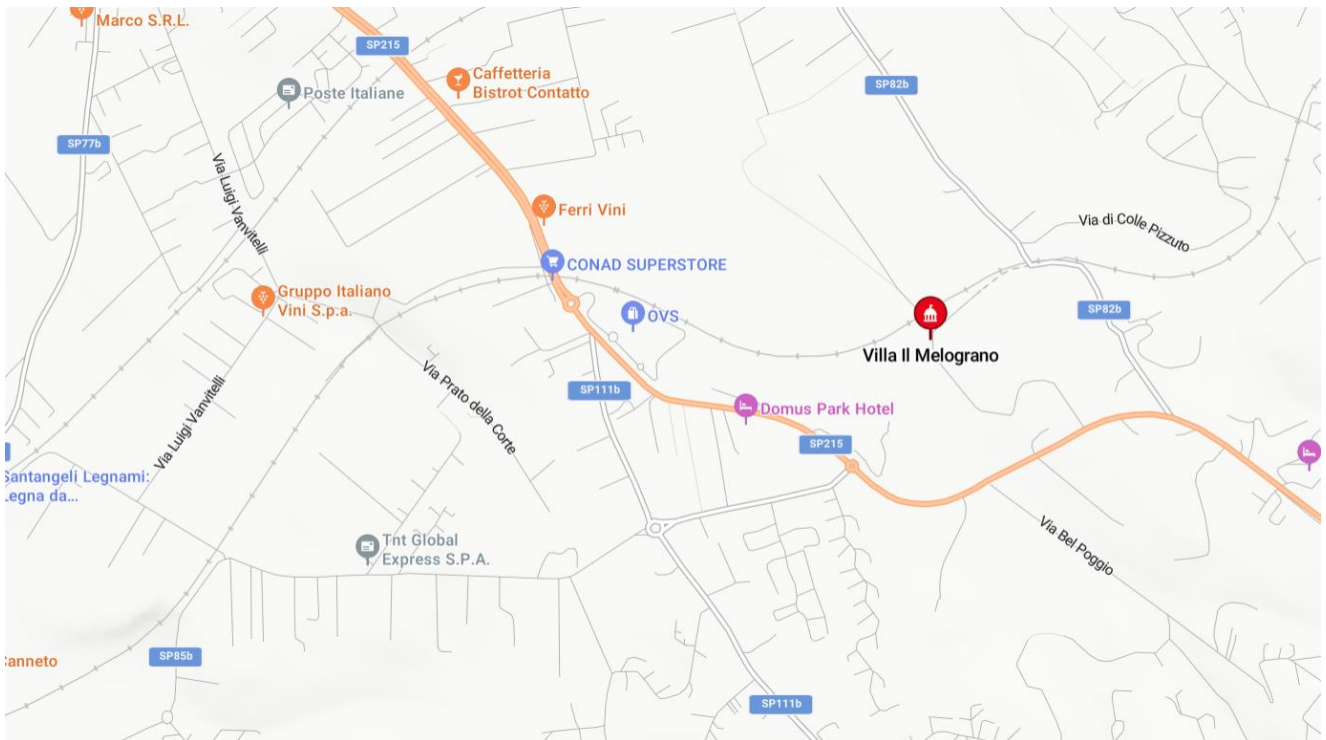 Marco S.R.L.
SP215
Caffetteria
Bistrot Contatto
Poste Italiane
SP82b
SP77b
Via Luigi Vanvitelli
Ferri Vini
Via di Colle Pizzuto
CONAD SUPERSTORE
Gruppo Italiano
Vini S.p.a.
OVS
SP82b
Villa Il Melograno
SP111b
Via Prato della Corte
Via Luigi Vanvitelli
Domus Park Hotel
SP215
Santangeli Legnami:
Legna da...
Via Bel Poggio
Tnt Global
Express S.P.A.
SP85b
anneto
SP111b